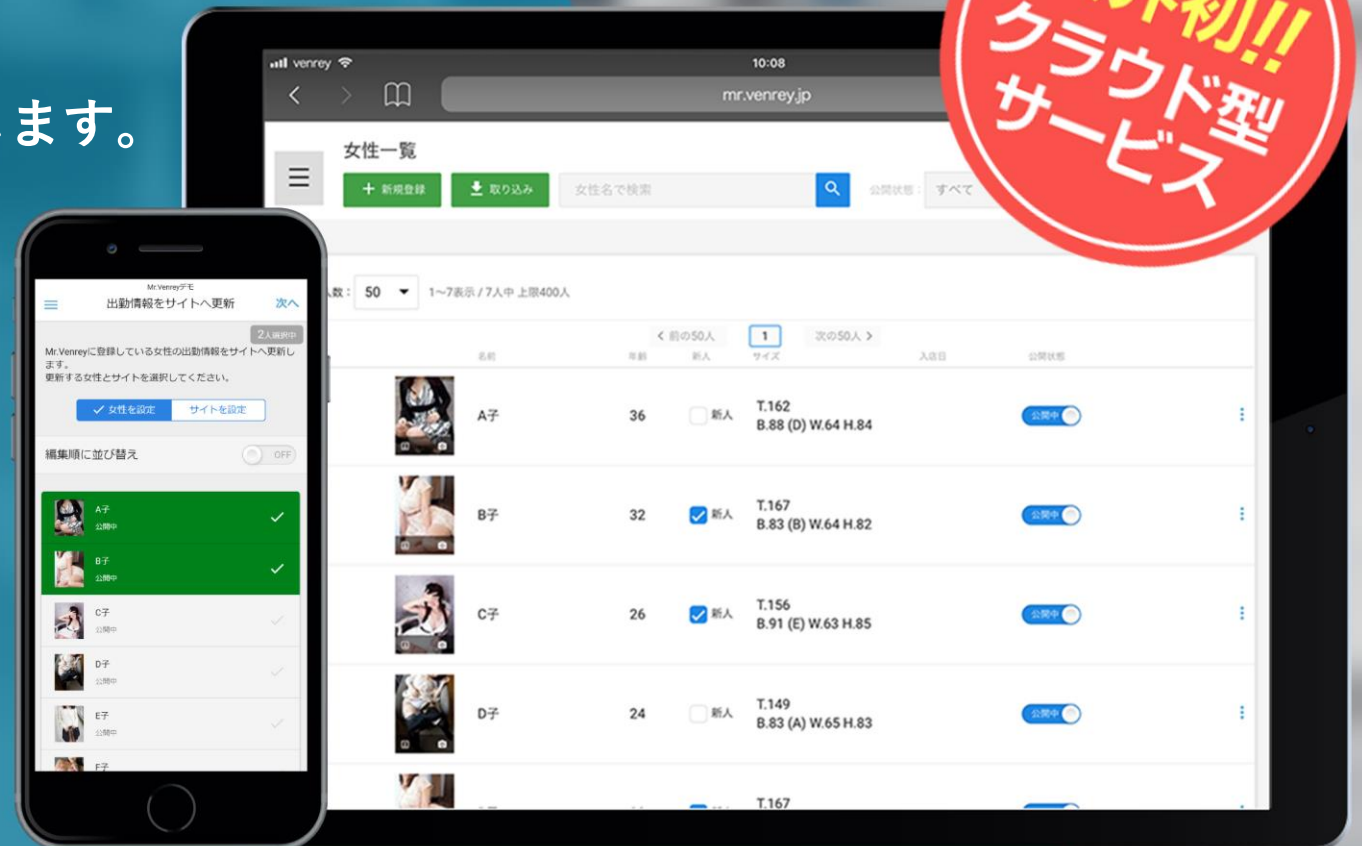 します。
初!!
クラウド型
サービス
venrey
10:08
mr.venrey.jp
女性一覧
+ 新規登録
取り込み
女性名で検索
公開状態:
すべて
人数: 50
1〜7表示 / 7人中 上限400人
< 前の50人
1
次の50人 >
名前
年齢
新人
サイズ
入店日
公開状態
A子
36
新人
T.162
B.88 (D) W.64 H.84
公開中
B子
32
新人
T.167
B.83 (B) W.64 H.82
公開中
C子
26
新人
T.156
B.91 (E) W.63 H.85
公開中
D子
24
新人
T.149
B.83 (A) W.65 H.83
公開中
T.167
Mr.Venreyデモ
出勤情報をサイトへ更新
次へ
2人選択中
Mr.Venreyに登録している女性の出勤情報をサイトへ更新し
ます。
更新する女性とサイトを選択してください。
女性を設定
サイトを設定
編集順に並び替え
OFF
A子
公開中
B子
公開中
C子
公開中
D子
公開中
E子
公開中
F子